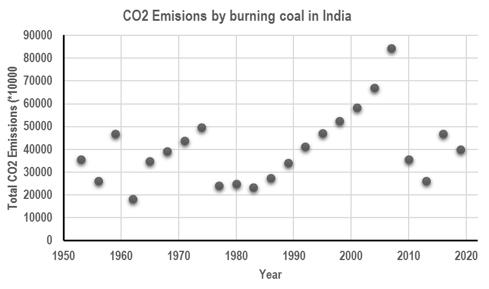 CO2 Emisions by burning coal in India
Total CO2 Emissions (*10000
90000
80000
70000
60000
50000
40000
30000
20000
10000
0
1950 1960 1970 1980 1990 2000 2010 2020
Year